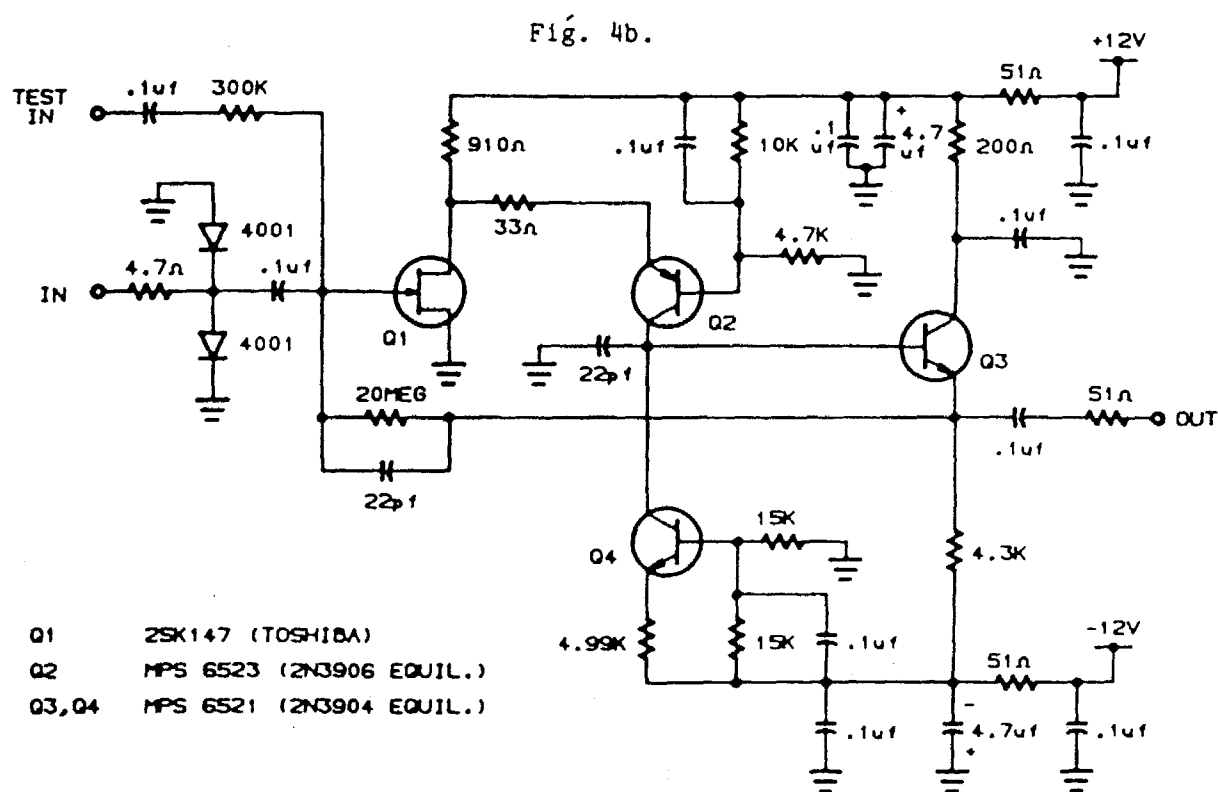 Fig. 4b.
+12V
51Ω
.1uf
300K
TEST
IN
910Ω
.1uf
10K
.1
uf
+
4.7
uf
200Ω
.1uf
4001
33Ω
4.7K
.1uf
4.7Ω
.1uf
IN
Q1
Q2
4001
22pf
Q3
20MEG
51Ω
OUT
.1uf
22pf
15K
Q4
4.3K
4.99K
15K
.1uf
-12V
51Ω
-
.1uf
4.7uf
+
.1uf
Q1 2SK147 (TOSHIBA)
Q2 MPS 6523 (2N3906 EQUIL.)
Q3,Q4 MPS 6521 (2N3904 EQUIL.)